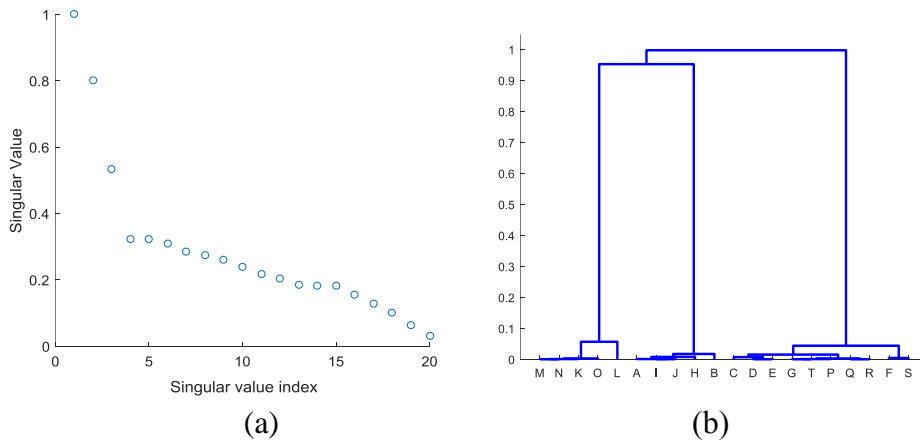 1
0.8
0.6
0.4
0.2
0
Singular Value
0 5 10 15 20
Singular value index
(a)
1
0.9
0.8
0.7
0.6
0.5
0.4
0.3
0.2
0.1
0
M N K O L A I J H B C D E G T P Q R F S
(b)